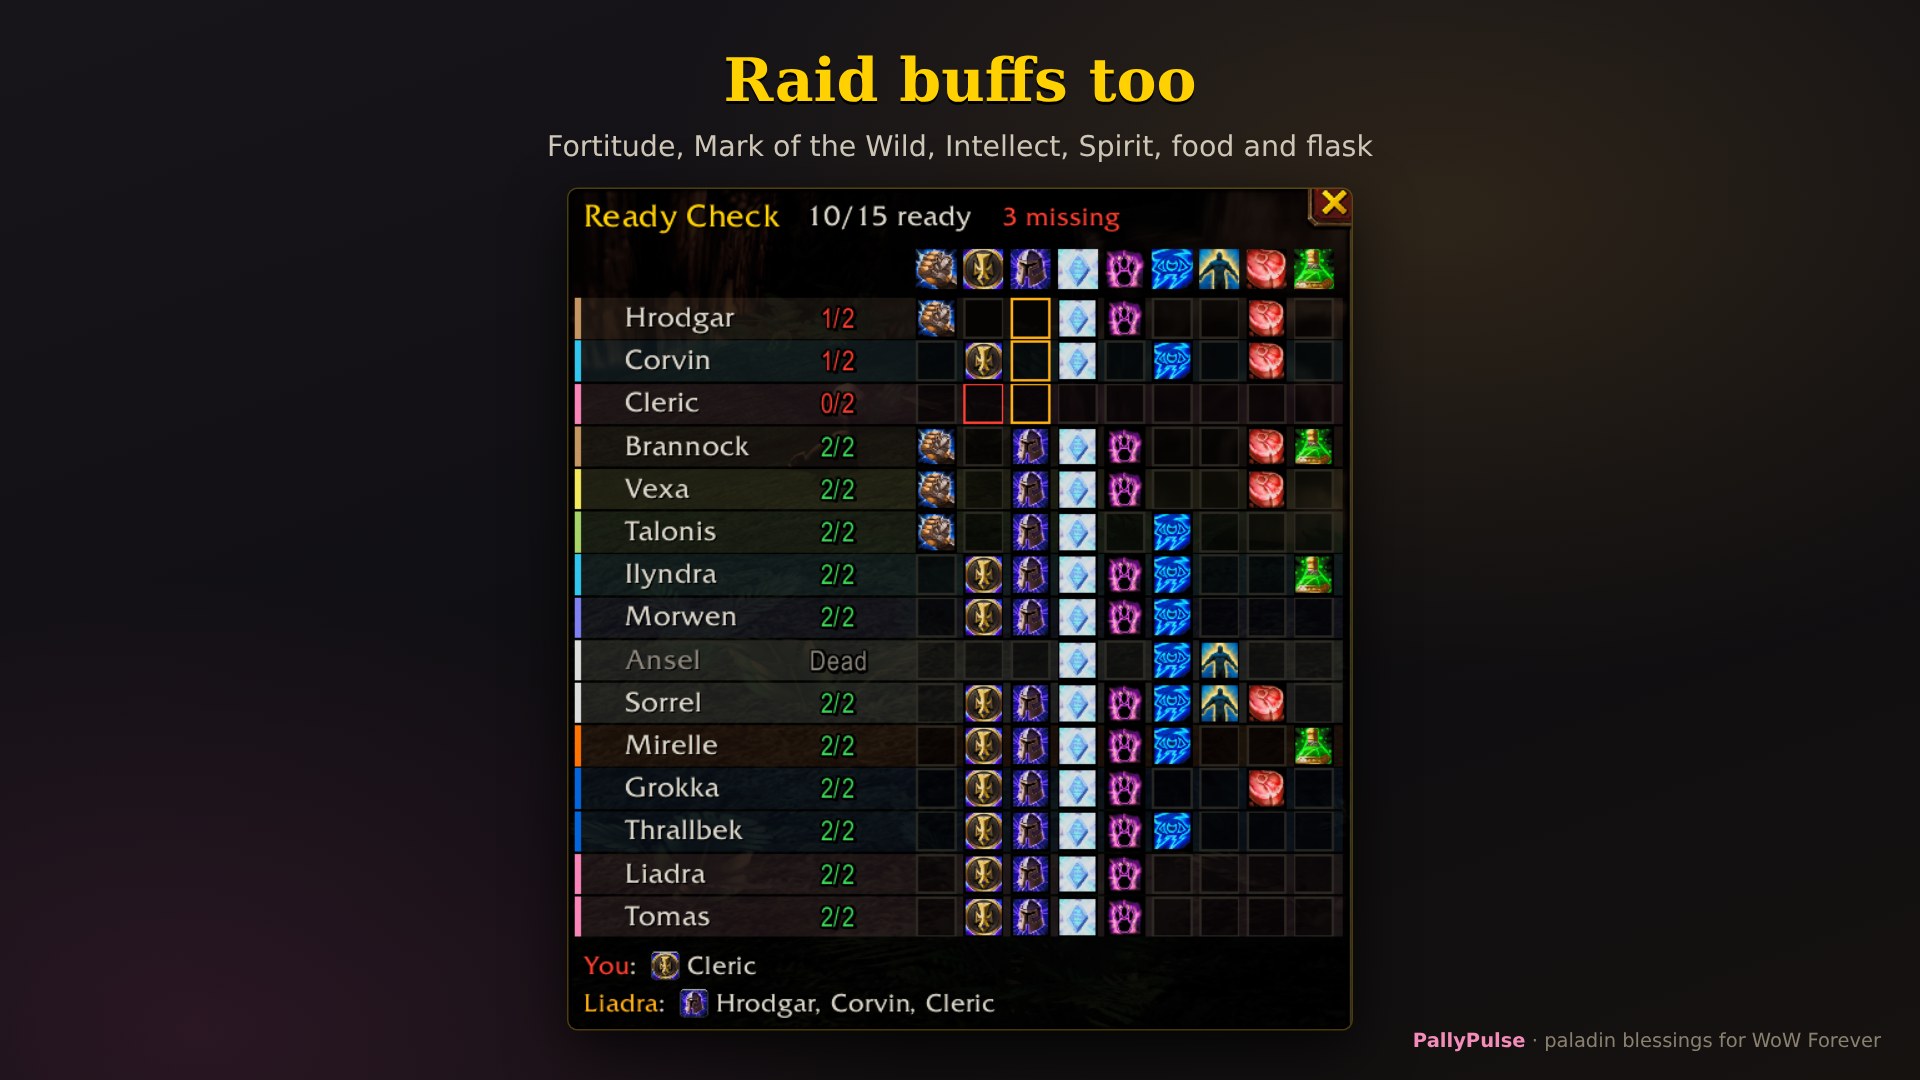 Raid buffs too
Fortitude, Mark of the Wild, Intellect, Spirit, food and flask
Ready Check 10/15 ready 3 missing
Hrodgar 1/2
Corvin 1/2
Cleric 0/2
Brannock 2/2
Vexa 2/2
Talonis 2/2
Ilyndra 2/2
Morwen 2/2
Ansel Dead
Sorrel 2/2
Mirelle 2/2
Grokka 2/2
Thrallbek 2/2
Liadra 2/2
Tomas 2/2
You: Cleric
Liadra: Hrodgar, Corvin, Cleric
PallyPulse · paladin blessings for WoW Forever